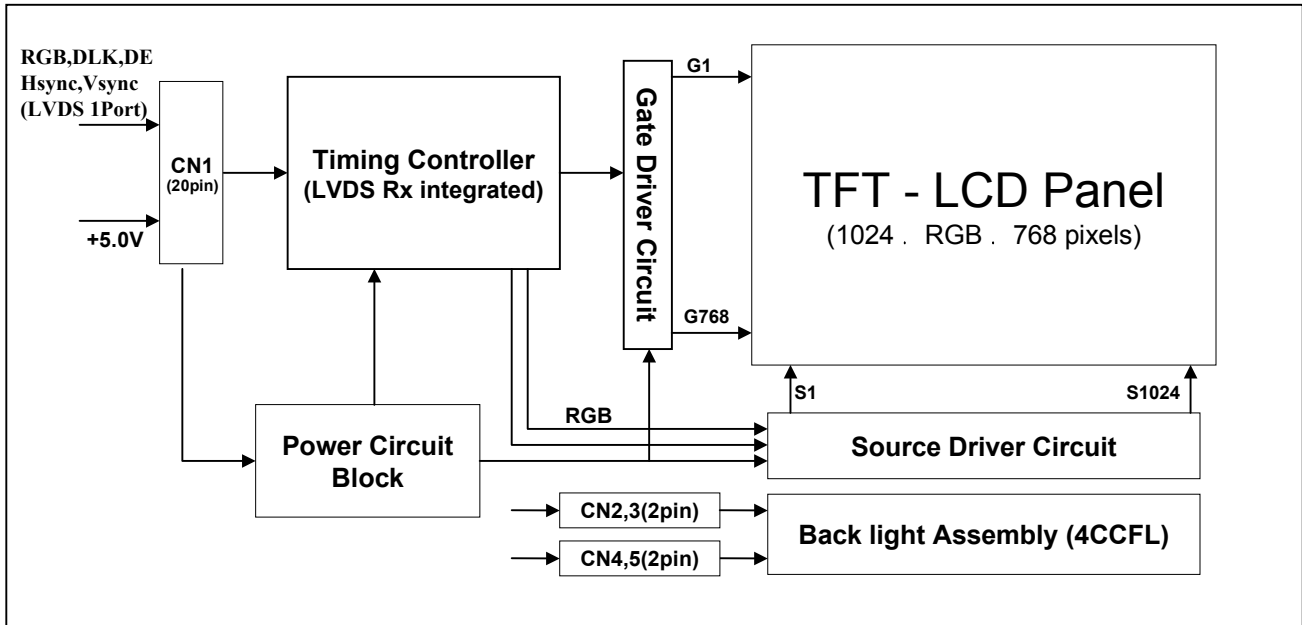 RGB,DLK,DE
Hsync,Vsync
(LVDS 1Port)
+5.0V
CN1
(20pin)
Timing Controller
(LVDS Rx integrated)
Gate Driver Circuit
G1
G768
TFT - LCD Panel
(1024 . RGB . 768 pixels)
S1
S1024
RGB
Power Circuit
Block
Source Driver Circuit
CN2,3(2pin)
CN4,5(2pin)
Back light Assembly (4CCFL)